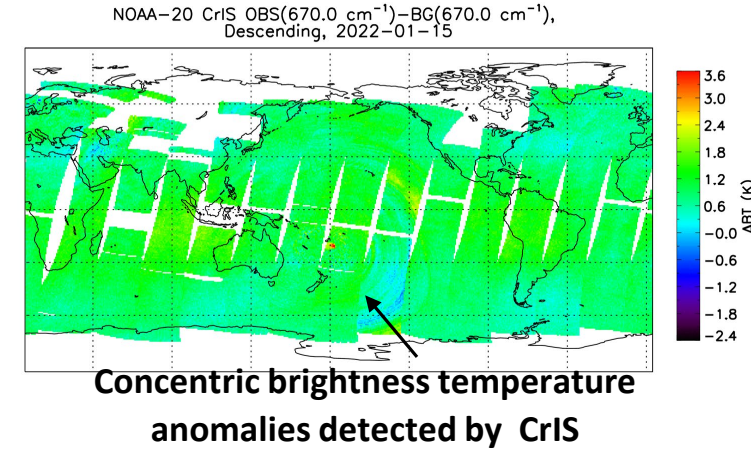 NOAA−20 CrIS OBS(670.0 cm⁻¹)−BG(670.0 cm⁻¹),
Descending, 2022−01−15
3.6
3.0
2.4
1.8
1.2
0.6
−0.0
−0.6
−1.2
−1.8
−2.4
ΔBT (K)
Concentric brightness temperature
anomalies detected by CrIS